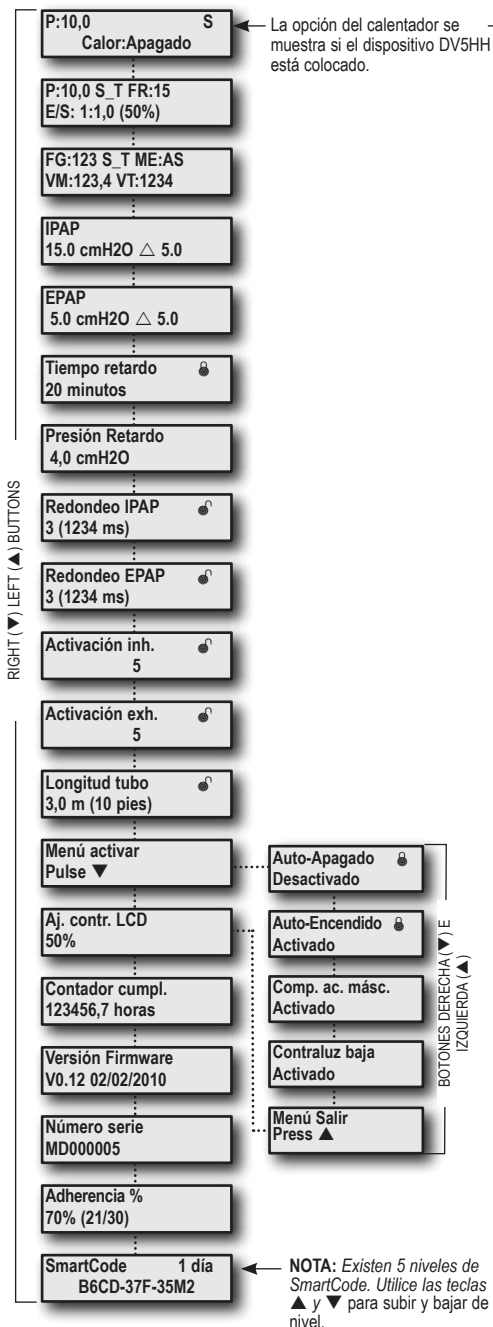 P:10,0 S
Calor:Apagado
La opción del calentador se
muestra si el dispositivo DV5HH
está colocado.
P:10,0 S_T FR:15
E/S: 1:1,0 (50%)
FG:123 S_T ME:AS
VM:123,4 VT:1234
IPAP
15.0 cmH2O △ 5.0
EPAP
5.0 cmH2O △ 5.0
Tiempo retardo
20 minutos
Presión Retardo
4,0 cmH2O
Redondeo IPAP
3 (1234 ms)
Redondeo EPAP
3 (1234 ms)
Activación inh.
5
Activación exh.
5
Longitud tubo
3,0 m (10 pies)
Menú activar
Pulse ▼
Aj. contr. LCD
50%
Contador cumpl.
123456,7 horas
Versión Firmware
V0.12 02/02/2010
Número serie
MD000005
Adherencia %
70% (21/30)
SmartCode 1 día
B6CD-37F-35M2
RIGHT (▼) LEFT (▲) BUTTONS
Auto-Apagado
Desactivado
Auto-Encendido
Activado
Comp. ac. másc.
Activado
Contraluz baja
Activado
Menú Salir
Press ▲
BOTONES DERECHA (▼) E
IZQUIERDA (▲)
NOTA: Existen 5 niveles de
SmartCode. Utilice las teclas
▲ y ▼ para subir y bajar de
nivel.